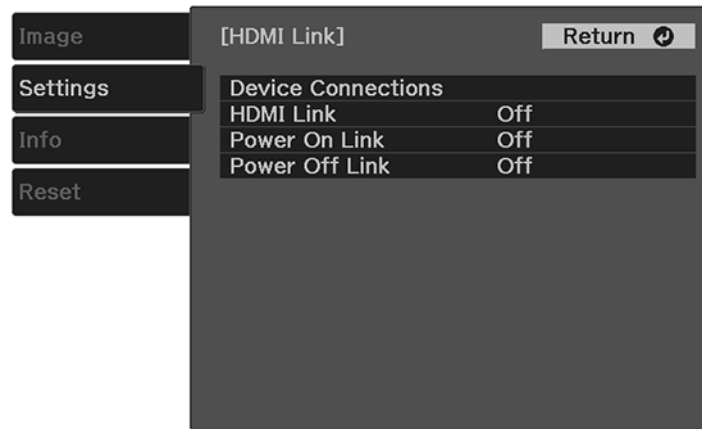 Image
Settings
Info
Reset
[HDMI Link]
Return
Device Connections
HDMI Link Off
Power On Link Off
Power Off Link Off